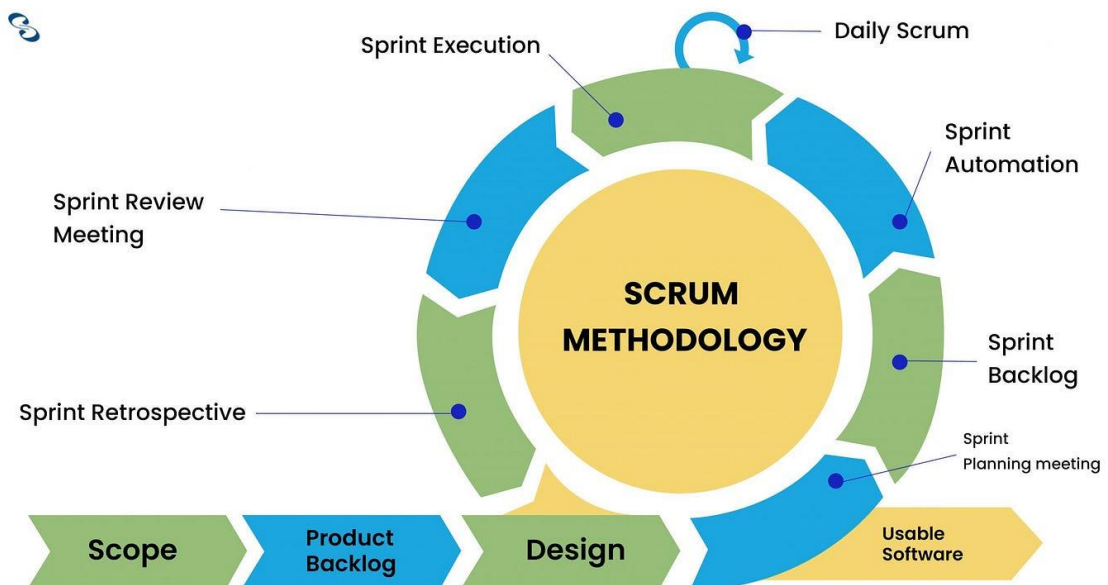 Daily Scrum
Sprint Execution
Sprint
Automation
Sprint Review
Meeting
SCRUM
METHODOLOGY
Sprint
Backlog
Sprint Retrospective
Sprint
Planning meeting
Scope
Product
Backlog
Design
Usable
Software